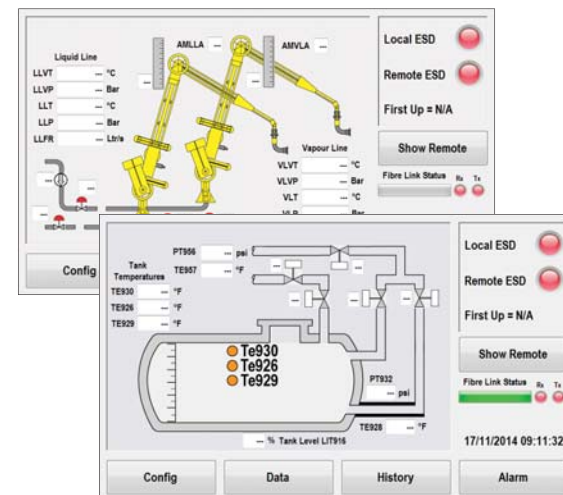 AMLLA --- AMVLA ---
Liquid Line
LLVT --- °C
LLVP --- Bar
LLT --- °C
LLP --- Bar
LLFR --- Ltr/s
---
---
---
---
---
Vapour Line
VLVT --- °C
VLVP --- Bar
VLT --- °C
VLP --- Bar
Local ESD
Remote ESD
First Up = N/A
Show Remote
Fibre Link Status Rx Tx
Config
PT956 --- psi
TE957 --- °F
Tank
Temperatures
TE930 --- °F
TE926 --- °F
TE929 --- °F
---
---
---
---
Te930
Te926
Te929
PT932
--- psi
TE928 --- °F
--- % Tank Level LIT916
Local ESD
Remote ESD
First Up = N/A
Show Remote
Fibre Link Status Rx Tx
17/11/2014 09:11:32
Config Data History Alarm